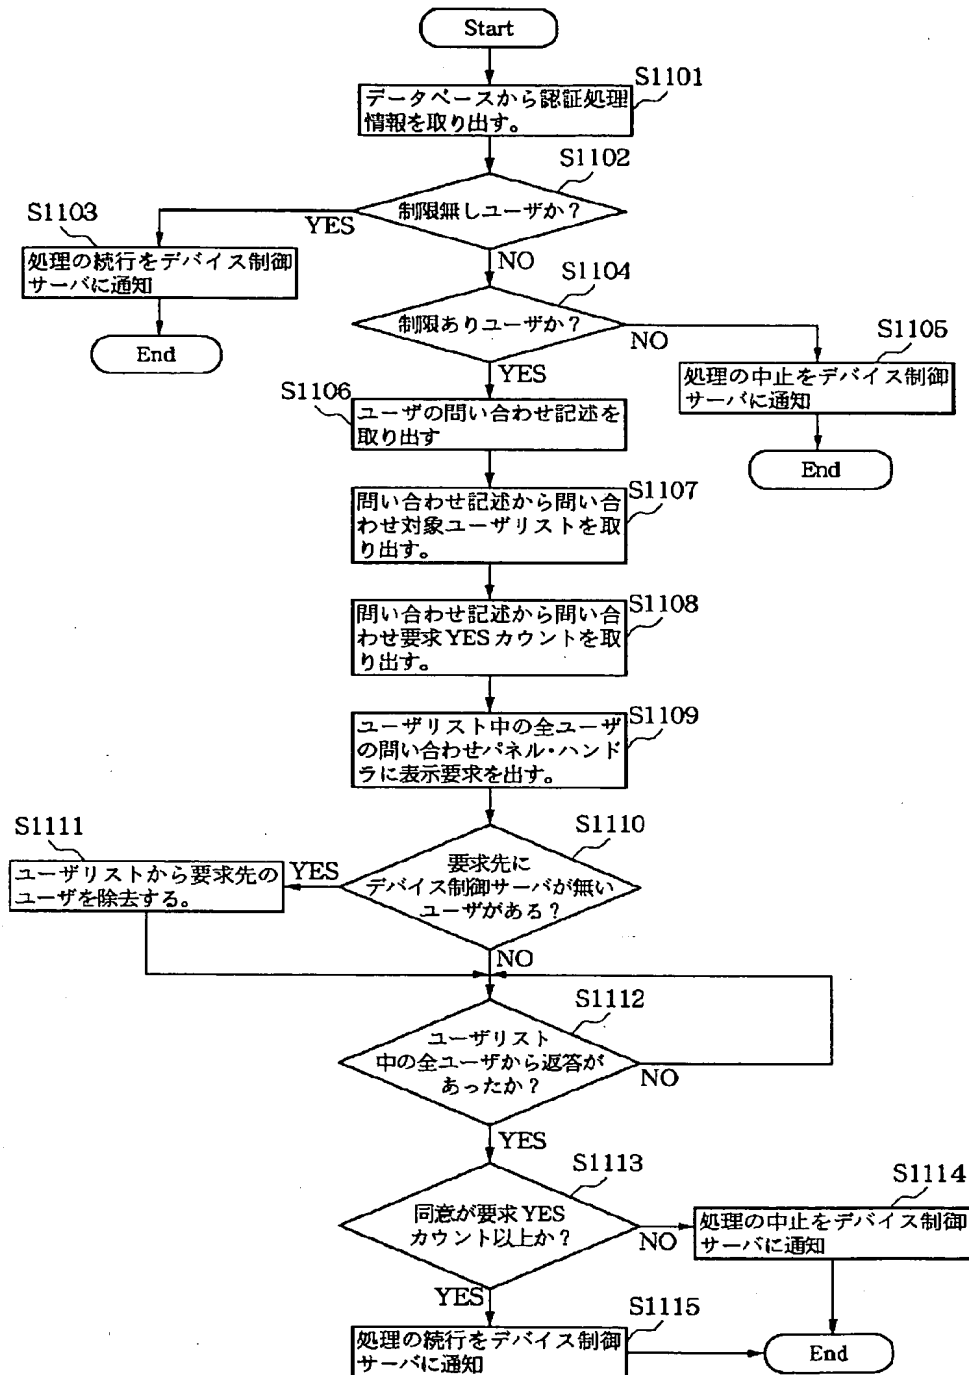 Start
S1101
データベースから認証処理
情報を取り出す。
S1102
制限無しユーザか？
YES
NO
S1103
処理の続行をデバイス制御
サーバに通知
End
S1104
制限ありユーザか？
NO
YES
S1105
処理の中止をデバイス制御
サーバに通知
End
S1106
ユーザの問い合わせ記述を
取り出す
S1107
問い合わせ記述から問い合
わせ対象ユーザリストを取
り出す。
S1108
問い合わせ記述から問い合
わせ要求YESカウントを取
り出す。
S1109
ユーザリスト中の全ユーザ
の問い合わせパネル・ハンド
ラに表示要求を出す。
S1110
要求先に
デバイス制御サーバが無い
ユーザがある？
YES
NO
S1111
ユーザリストから要求先の
ユーザを除去する。
S1112
ユーザリスト
中の全ユーザから返答が
あったか？
NO
YES
S1113
同意が要求YES
カウント以上か？
NO
YES
S1114
処理の中止をデバイス制御
サーバに通知
S1115
処理の続行をデバイス制御
サーバに通知
End